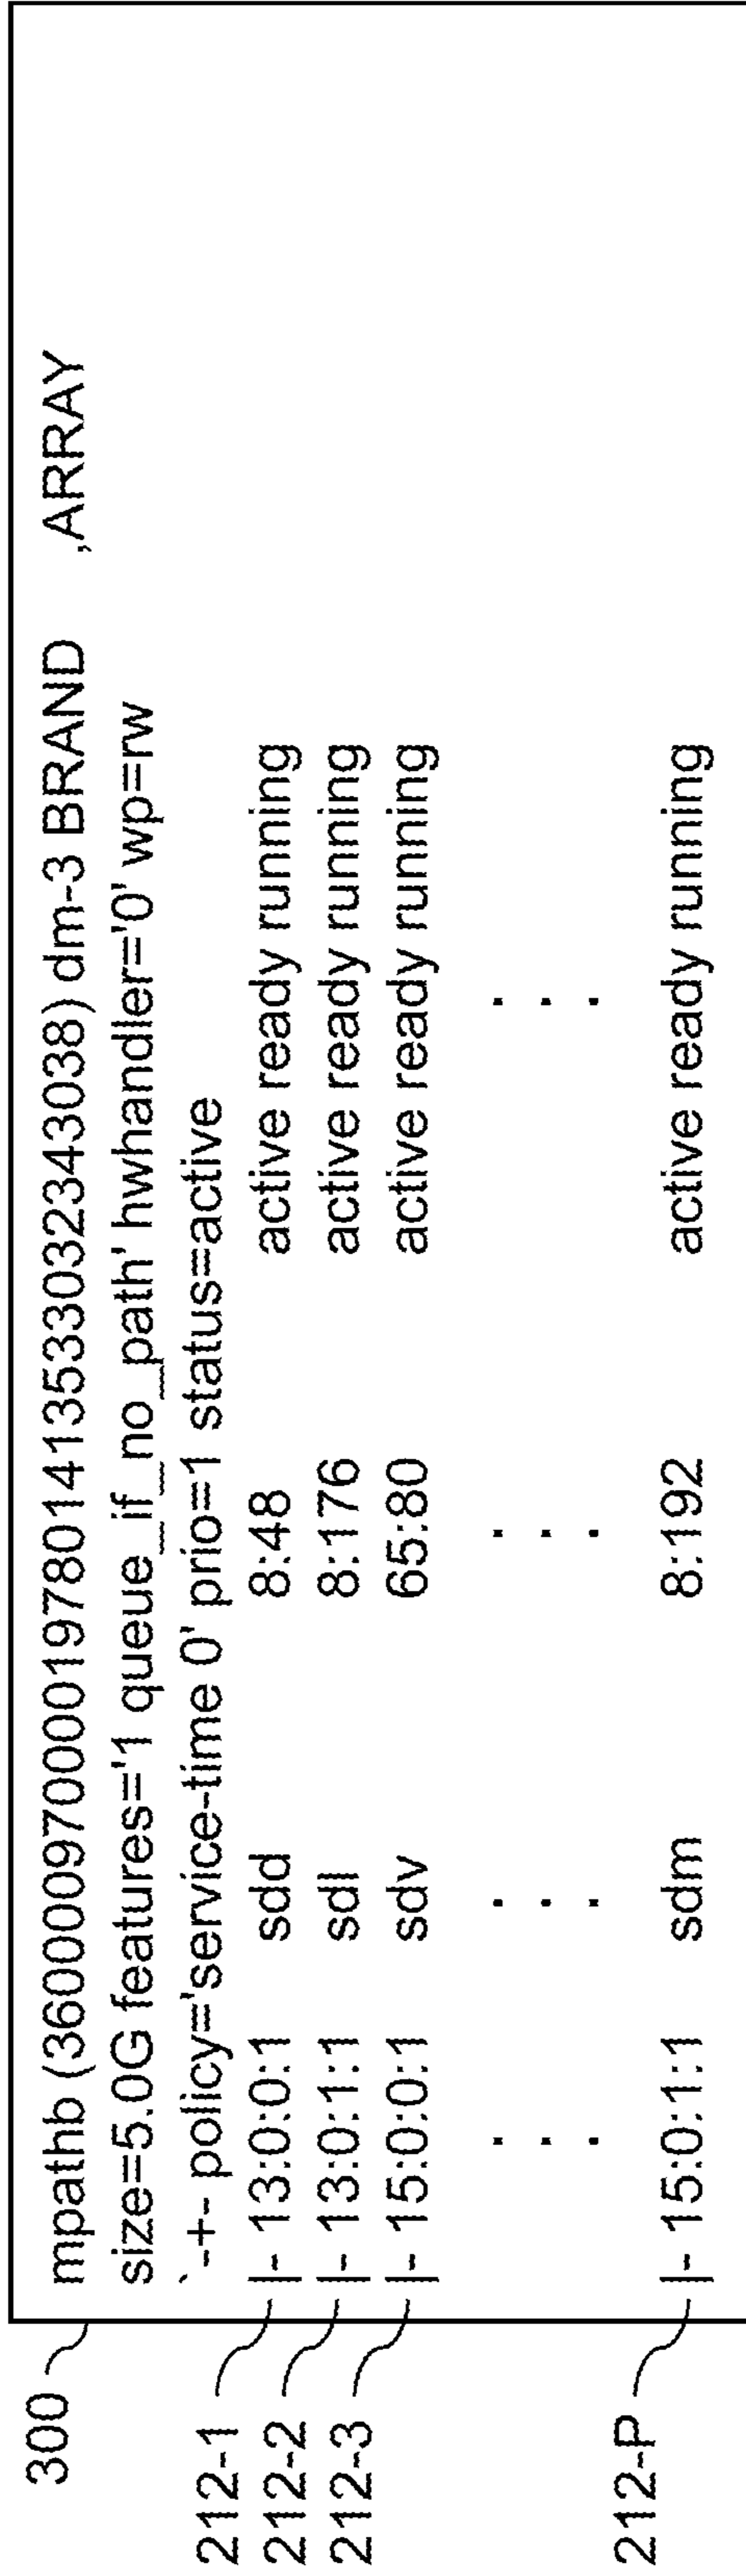 300
mpathb (360000970000197801413533032343038) dm-3 BRAND ,ARRAY
size=5.0G features='1 queue_if_no_path' hwhandler='0' wp=rw
`-+- policy='service-time 0' prio=1 status=active
212-1 |- 13:0:0:1 sdd 8:48 active ready running
212-2 |- 13:0:1:1 sdl 8:176 active ready running
212-3 |- 15:0:0:1 sdv 65:80 active ready running
. . . .
. . . .
. . . .
212-P |- 15:0:1:1 sdm 8:192 active ready running